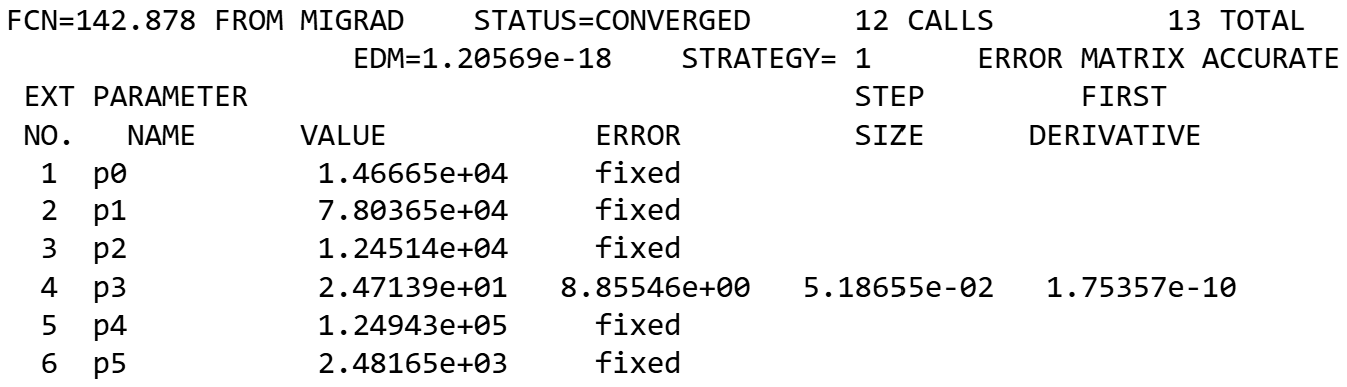 FCN=142.878 FROM MIGRAD    STATUS=CONVERGED      12 CALLS          13 TOTAL
                    EDM=1.20569e-18    STRATEGY= 1      ERROR MATRIX ACCURATE
 EXT PARAMETER                                   STEP         FIRST
 NO.   NAME      VALUE            ERROR          SIZE      DERIVATIVE
  1  p0           1.46665e+04     fixed
  2  p1           7.80365e+04     fixed
  3  p2           1.24514e+04     fixed
  4  p3           2.47139e+01   8.85546e+00   5.18655e-02   1.75357e-10
  5  p4           1.24943e+05     fixed
  6  p5           2.48165e+03     fixed